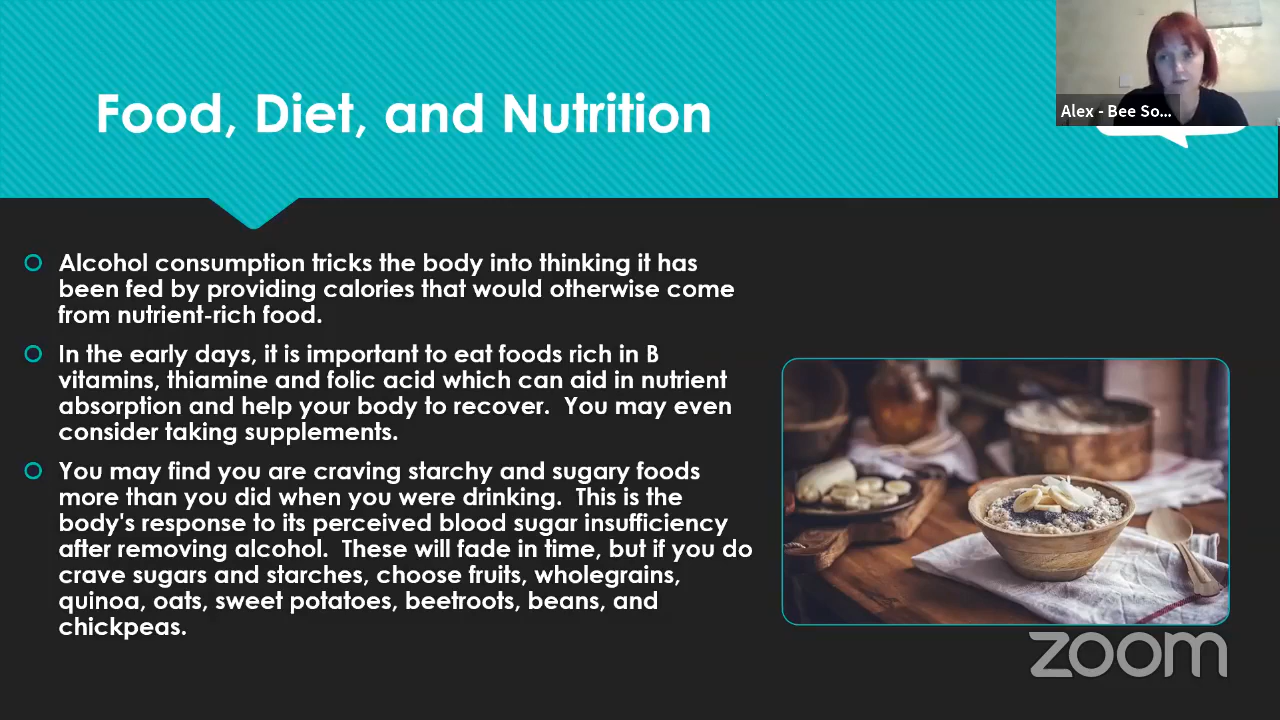 Food, Diet, and Nutrition
Alex - Bee So...
Alcohol consumption tricks the body into thinking it has
been fed by providing calories that would otherwise come
from nutrient-rich food.
In the early days, it is important to eat foods rich in B
vitamins, thiamine and folic acid which can aid in nutrient
absorption and help your body to recover.  You may even
consider taking supplements.
You may find you are craving starchy and sugary foods
more than you did when you were drinking.  This is the
body's response to its perceived blood sugar insufficiency
after removing alcohol.  These will fade in time, but if you do
crave sugars and starches, choose fruits, wholegrains,
quinoa, oats, sweet potatoes, beetroots, beans, and
chickpeas.
zoom